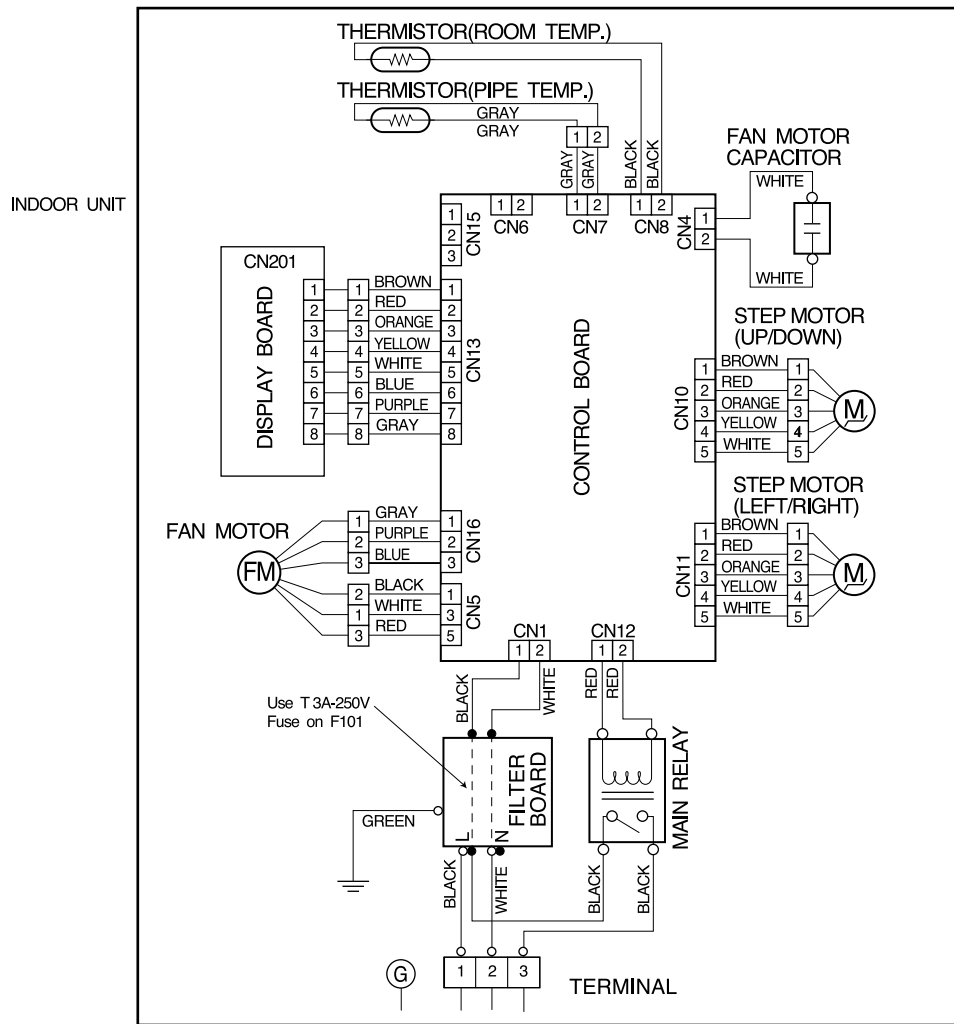 THERMISTOR(ROOM TEMP.)
THERMISTOR(PIPE TEMP.)
GRAY
GRAY
1 2
GRAY
GRAY
BLACK
BLACK
FAN MOTOR
CAPACITOR
WHITE
WHITE
INDOOR UNIT
1 2
CN6
1 2
CN7
1 2
CN8
CN4
1
2
1
2
3
CN15
CN201
DISPLAY BOARD
1 1 BROWN 1
2 2 RED 2
3 3 ORANGE 3
4 4 YELLOW 4
5 5 WHITE 5
6 6 BLUE 6
7 7 PURPLE 7
8 8 GRAY 8
CN13
CONTROL BOARD
STEP MOTOR
(UP/DOWN)
CN10
1 BROWN 1
2 RED 2
3 ORANGE 3
4 YELLOW 4
5 WHITE 5
M
STEP MOTOR
(LEFT/RIGHT)
CN11
1 BROWN 1
2 RED 2
3 ORANGE 3
4 YELLOW 4
5 WHITE 5
M
FAN MOTOR
FM
1 GRAY 1
2 PURPLE 2
3 BLUE 3
CN16
2 BLACK 1
1 WHITE 3
3 RED 5
CN5
CN1
1 2
CN12
1 2
BLACK
WHITE
RED
RED
Use T 3A-250V
Fuse on F101
FILTER
BOARD
L
N
MAIN RELAY
GREEN
BLACK
WHITE
BLACK
BLACK
G
1 2 3
TERMINAL